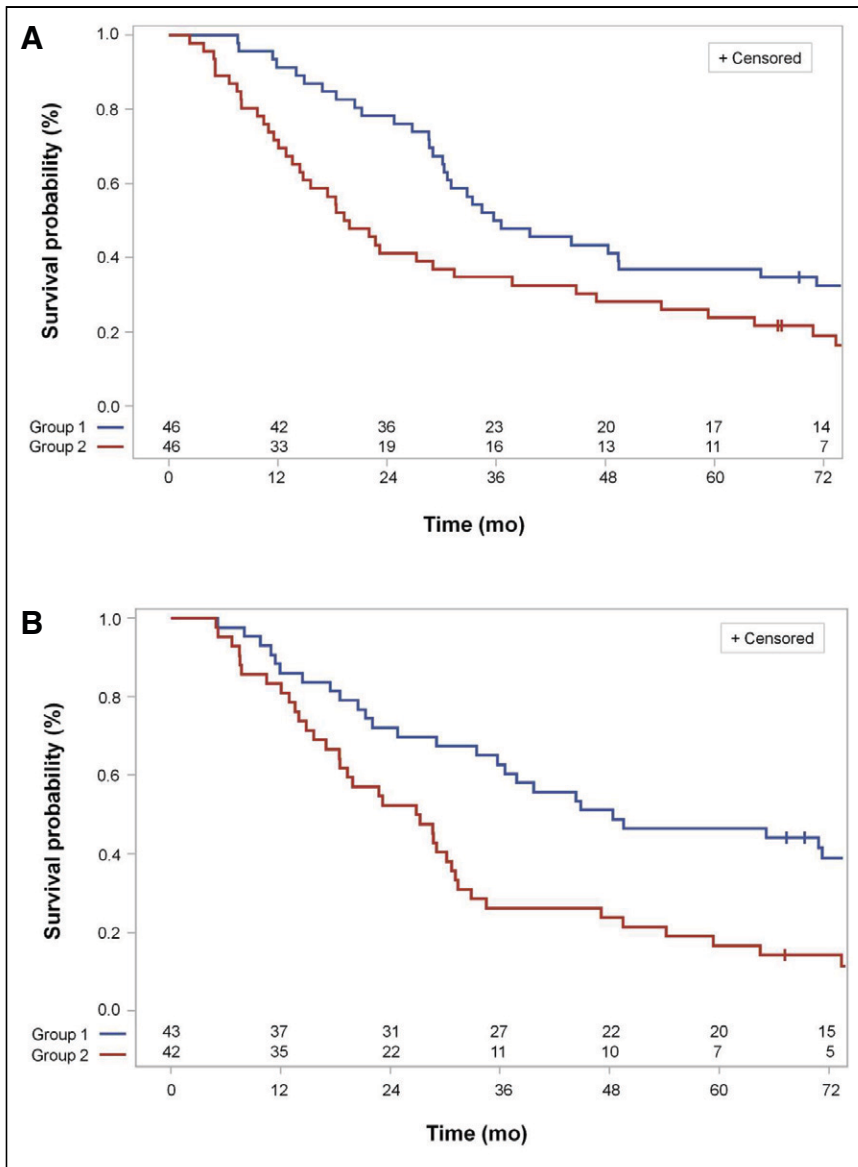 A
+ Censored
Survival probability (%)
1.0
0.8
0.6
0.4
0.2
0.0
Group 1 46 42 36 23 20 17 14
Group 2 46 33 19 16 13 11 7
0 12 24 36 48 60 72
Time (mo)
B
+ Censored
Survival probability (%)
1.0
0.8
0.6
0.4
0.2
0.0
Group 1 43 37 31 27 22 20 15
Group 2 42 35 22 11 10 7 5
0 12 24 36 48 60 72
Time (mo)